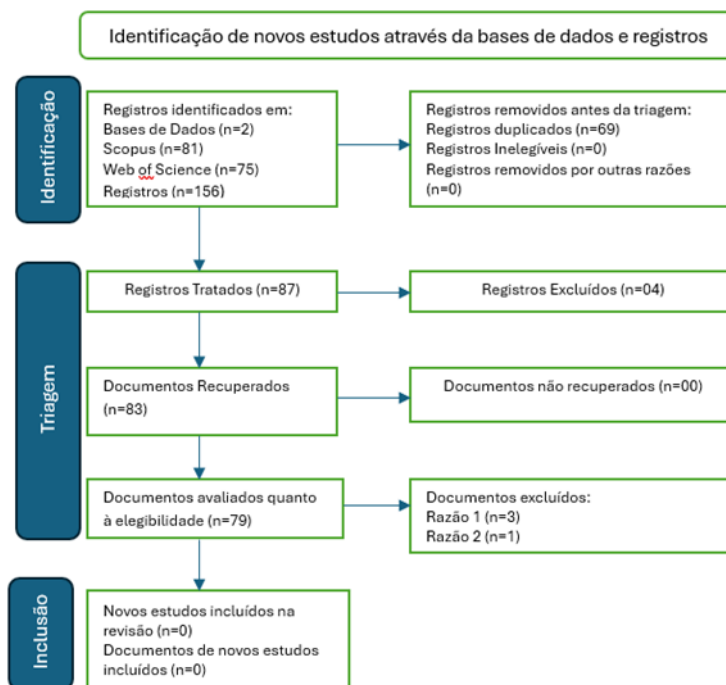 Identificação de novos estudos através da bases de dados e registros
Identificação
Registros identificados em:
Bases de Dados (n=2)
Scopus (n=81)
Web of Science (n=75)
Registros (n=156)
Registros removidos antes da triagem:
Registros duplicados (n=69)
Registros Inelegíveis (n=0)
Registros removidos por outras razões
(n=0)
Triagem
Registros Tratados (n=87)
Registros Excluídos (n=04)
Documentos Recuperados
(n=83)
Documentos não recuperados (n=00)
Documentos avaliados quanto
à elegibilidade (n=79)
Documentos excluídos:
Razão 1 (n=3)
Razão 2 (n=1)
Inclusão
Novos estudos incluídos na
revisão (n=0)
Documentos de novos estudos
incluídos (n=0)